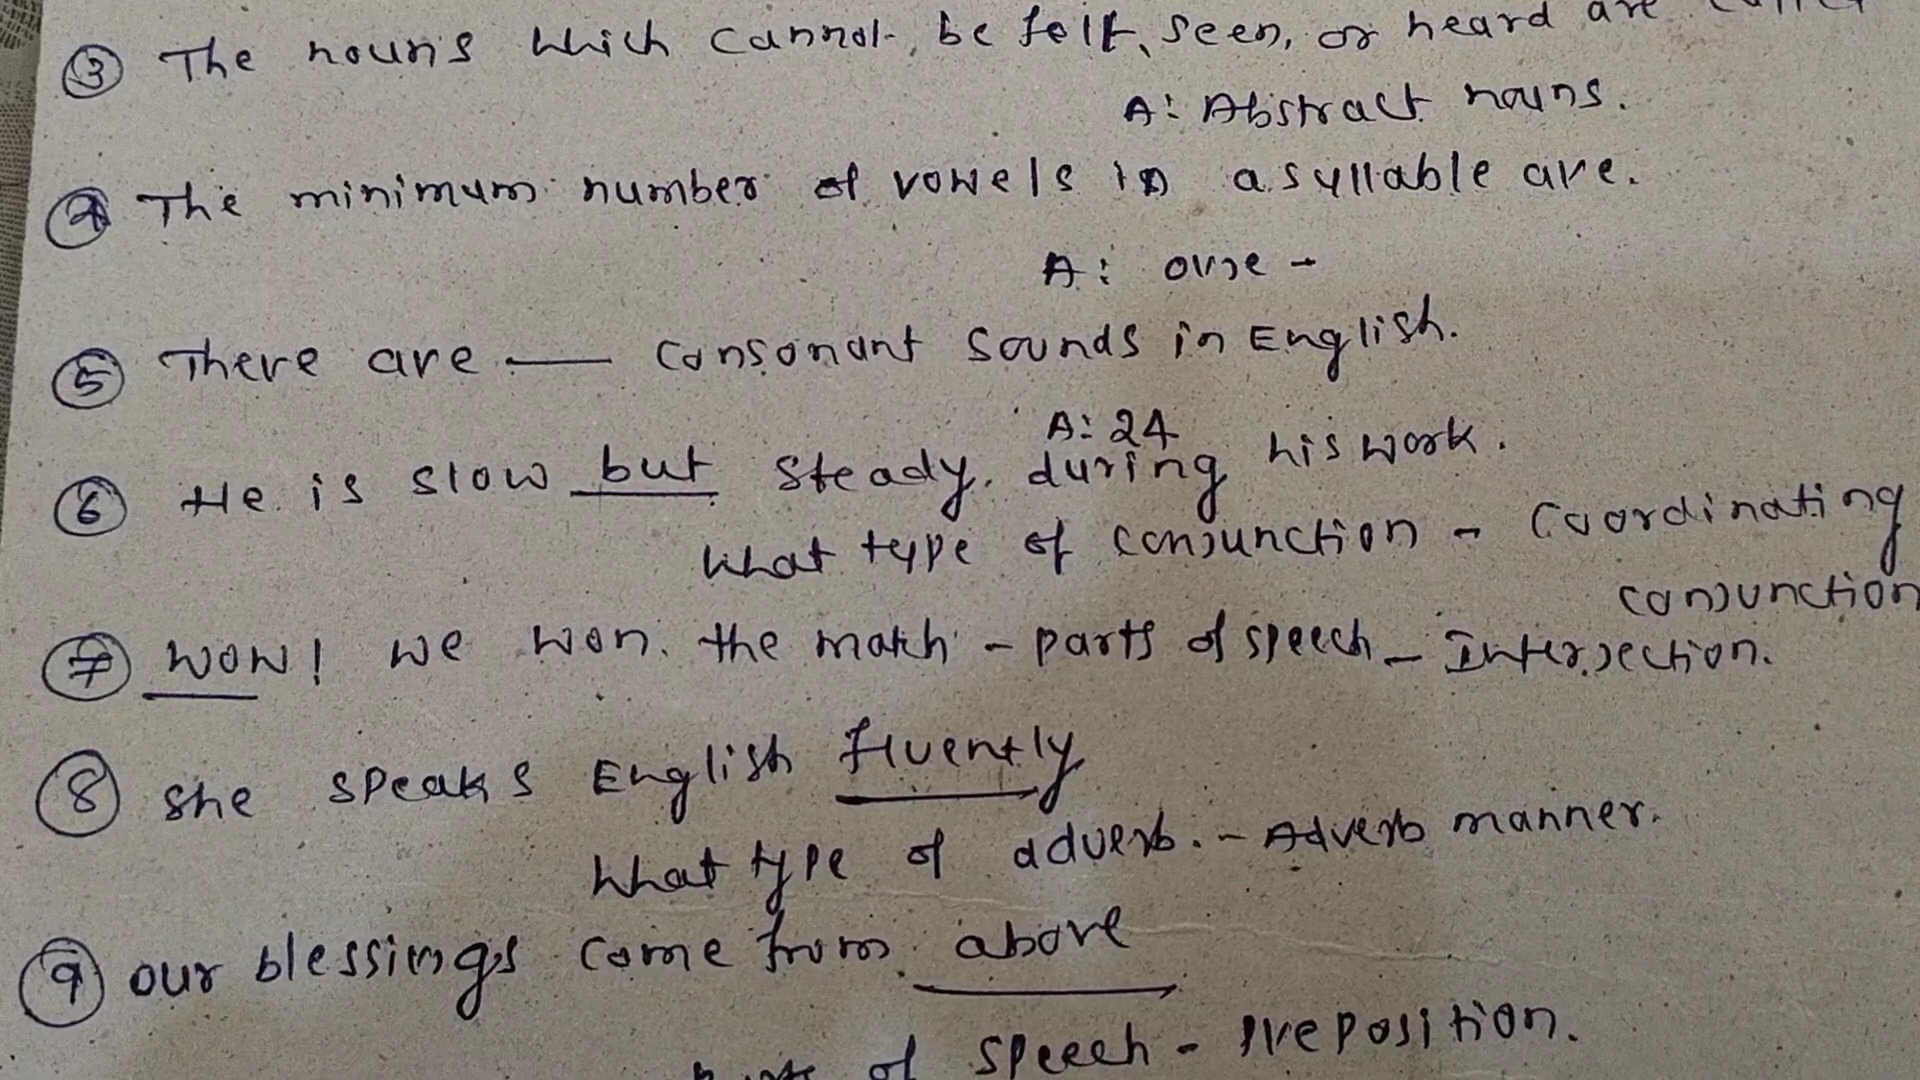 ③ The nouns which cannot be felt, seen, or heard are
A: Abstract nouns.
④ The minimum number of vowels in a syllable are.
A: one -
⑤ There are —— consonant sounds in English.
A: 24
⑥ He is slow but steady during his work.
What type of conjunction - Coordinating
conjunction
⑦ Wow! we won the match - parts of speech - Interjection.
⑧ She speaks English fluently
What type of adverb. - Adverb manner.
⑨ our blessings come from above
of speech - preposition.